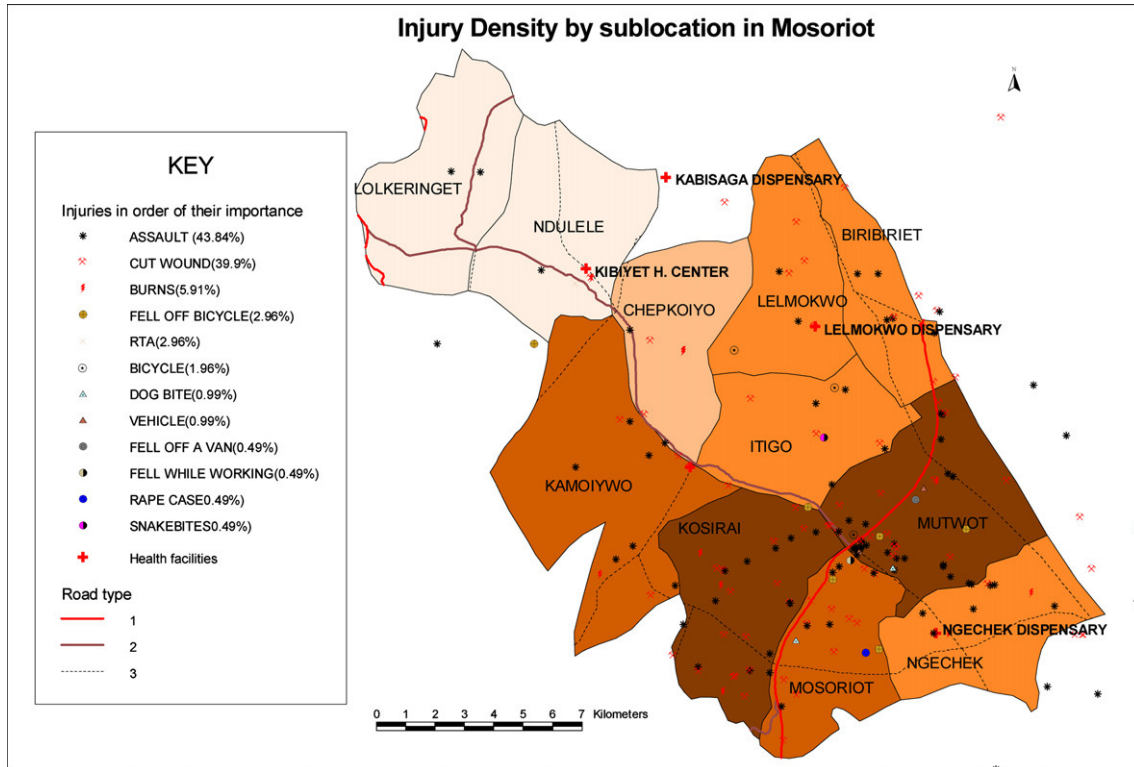 Injury Density by sublocation in Mosoriot
N
KEY
Injuries in order of their importance
ASSAULT (43.84%)
CUT WOUND(39.9%)
BURNS(5.91%)
FELL OFF BICYCLE(2.96%)
RTA(2.96%)
BICYCLE(1.96%)
DOG BITE(0.99%)
VEHICLE(0.99%)
FELL OFF A VAN(0.49%)
FELL WHILE WORKING(0.49%)
RAPE CASE0.49%)
SNAKEBITES0.49%)
Health facilities
Road type
1
2
3
LOLKERINGET
NDULELE
KABISAGA DISPENSARY
BIRIBIRIET
KIBIYET H. CENTER
CHEPKOIYO
LELMOKWO
LELMOKWO DISPENSARY
ITIGO
KAMOIYWO
KOSIRAI
MUTWOT
NGECHEK DISPENSARY
NGECHEK
MOSORIOT
0 1 2 3 4 5 6 7 Kilometers